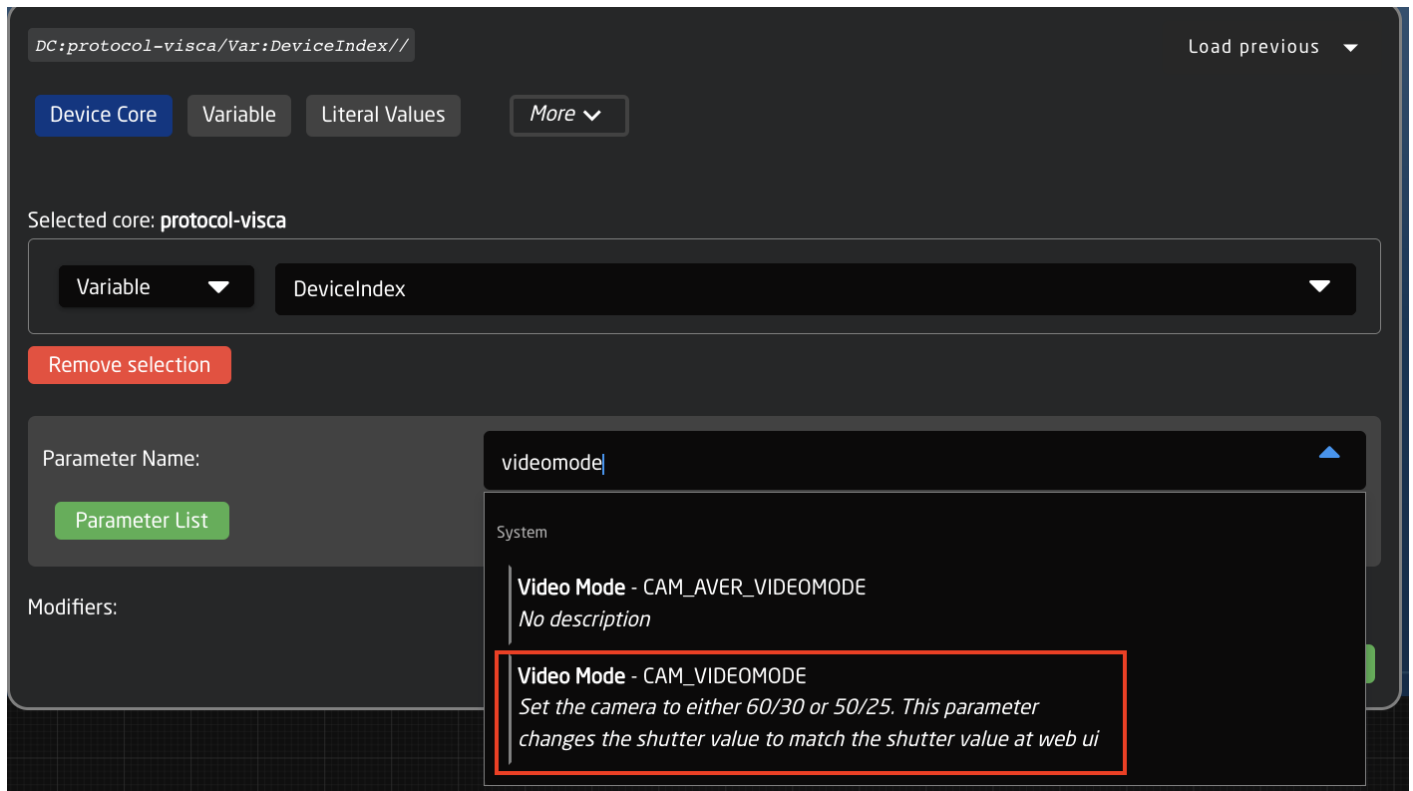 DC:protocol-visca/Var:DeviceIndex//
Load previous
Device Core
Variable
Literal Values
More
Selected core: protocol-visca
Variable
DeviceIndex
Remove selection
Parameter Name:
videomode
Parameter List
System
Video Mode - CAM_AVER_VIDEOMODE
No description
Modifiers:
Video Mode - CAM_VIDEOMODE
Set the camera to either 60/30 or 50/25. This parameter
changes the shutter value to match the shutter value at web ui